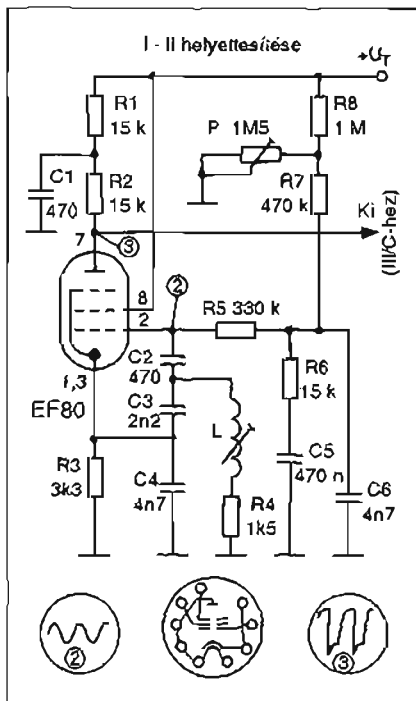 I - II helyettesítése
+U_T
R1
15 k
R8
1 M
P 1M5
C1
470
R2
15 k
R7
470 k
Ki
(III/C-hez)
7
③
8
2
②
R5 330 k
1,3
EF80
C2
470
C3
2n2
L
R6
15 k
R3
3k3
C4
4n7
R4
1k5
C5
470 n
C6
4n7
②
③